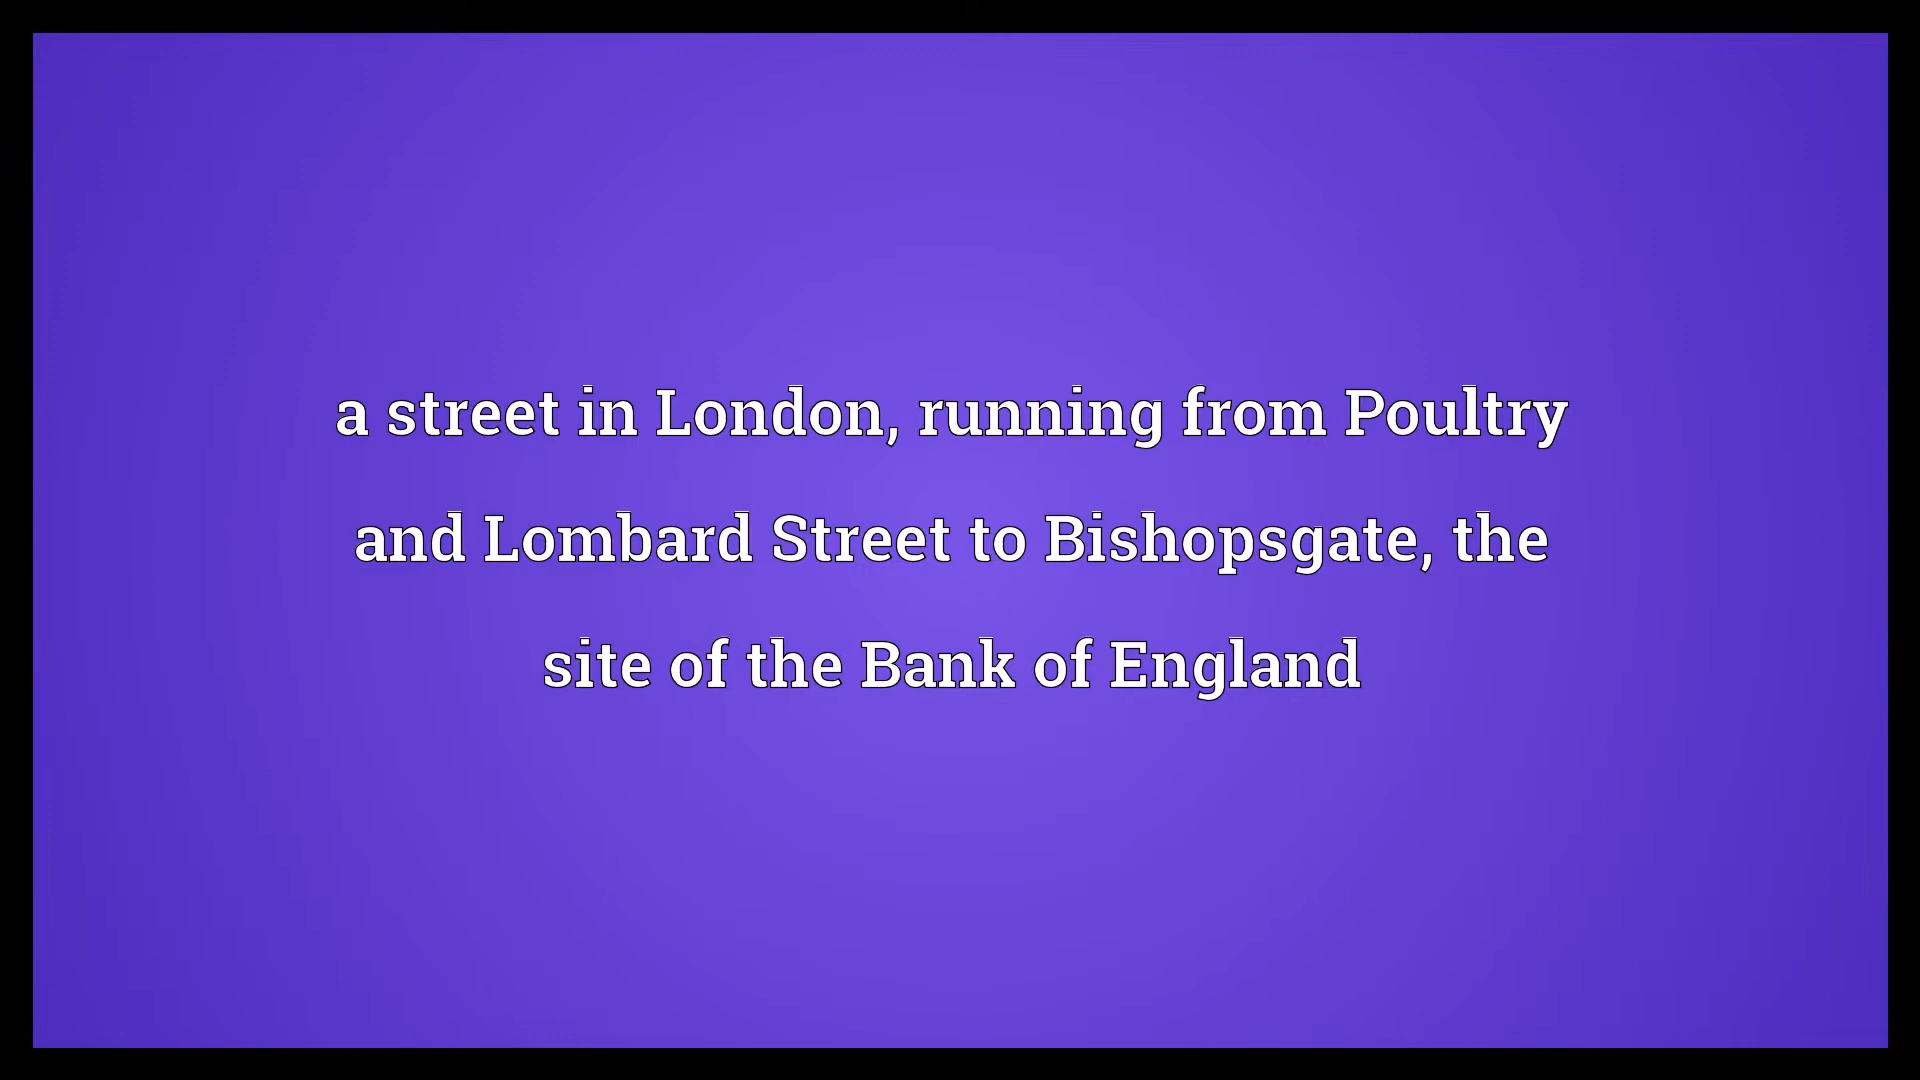 a street in London, running from Poultry
and Lombard Street to Bishopsgate, the
site of the Bank of England